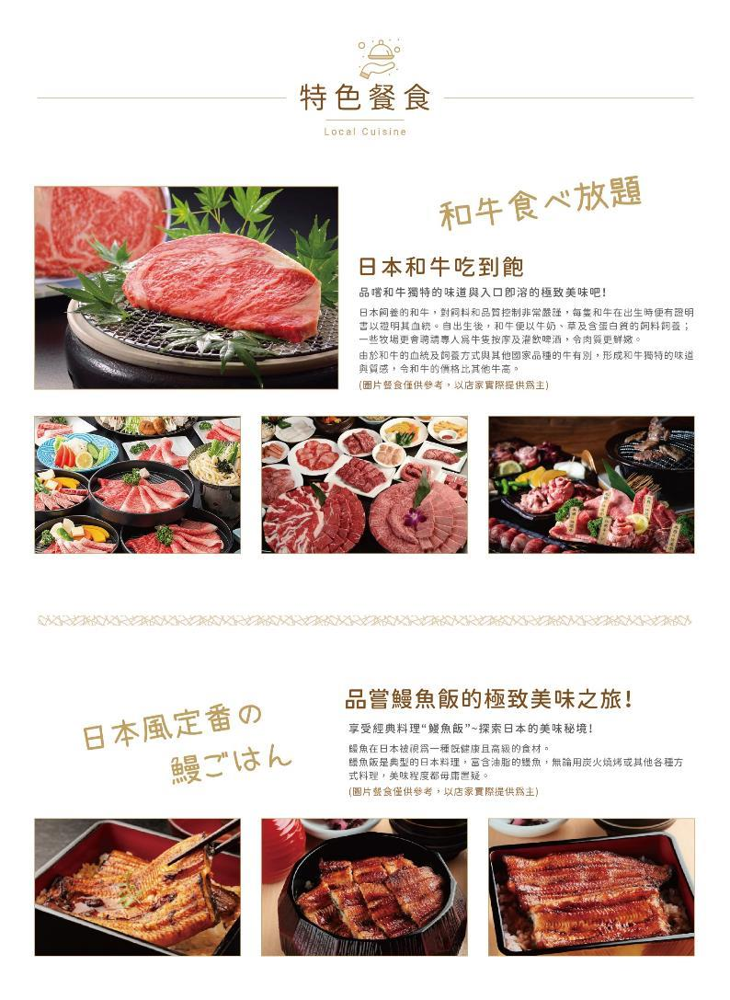 特色餐食
Local Cuisine
和牛食べ放題
日本和牛吃到飽
品嚐和牛獨特的味道與入口即溶的極致美味吧!
日本飼養的和牛，對飼料和品質控制非常嚴謹，每隻和牛在出生時便有證明
書以證明其血統。自出生後，和牛便以牛奶、草及含蛋白質的飼料飼養；
一些牧場更會聘請專人爲牛隻按摩及灌飲啤酒，令肉質更鮮嫩。
由於和牛的血統及飼養方式與其他國家品種的牛有別，形成和牛獨特的味道
與質感，令和牛的價格比其他牛高。
(圖片餐食僅供參考，以店家實際提供爲主)
品嘗鰻魚飯的極致美味之旅!
日本風定番の
鰻ごはん
享受經典料理“鰻魚飯”~探索日本的美味秘境!
鰻魚在日本被視爲一種旣健康且高級的食材。
鰻魚飯是典型的日本料理，富含油脂的鰻魚，無論用炭火燒烤或其他各種方
式料理，美味程度都毋庸置疑。
(圖片餐食僅供參考，以店家實際提供爲主)